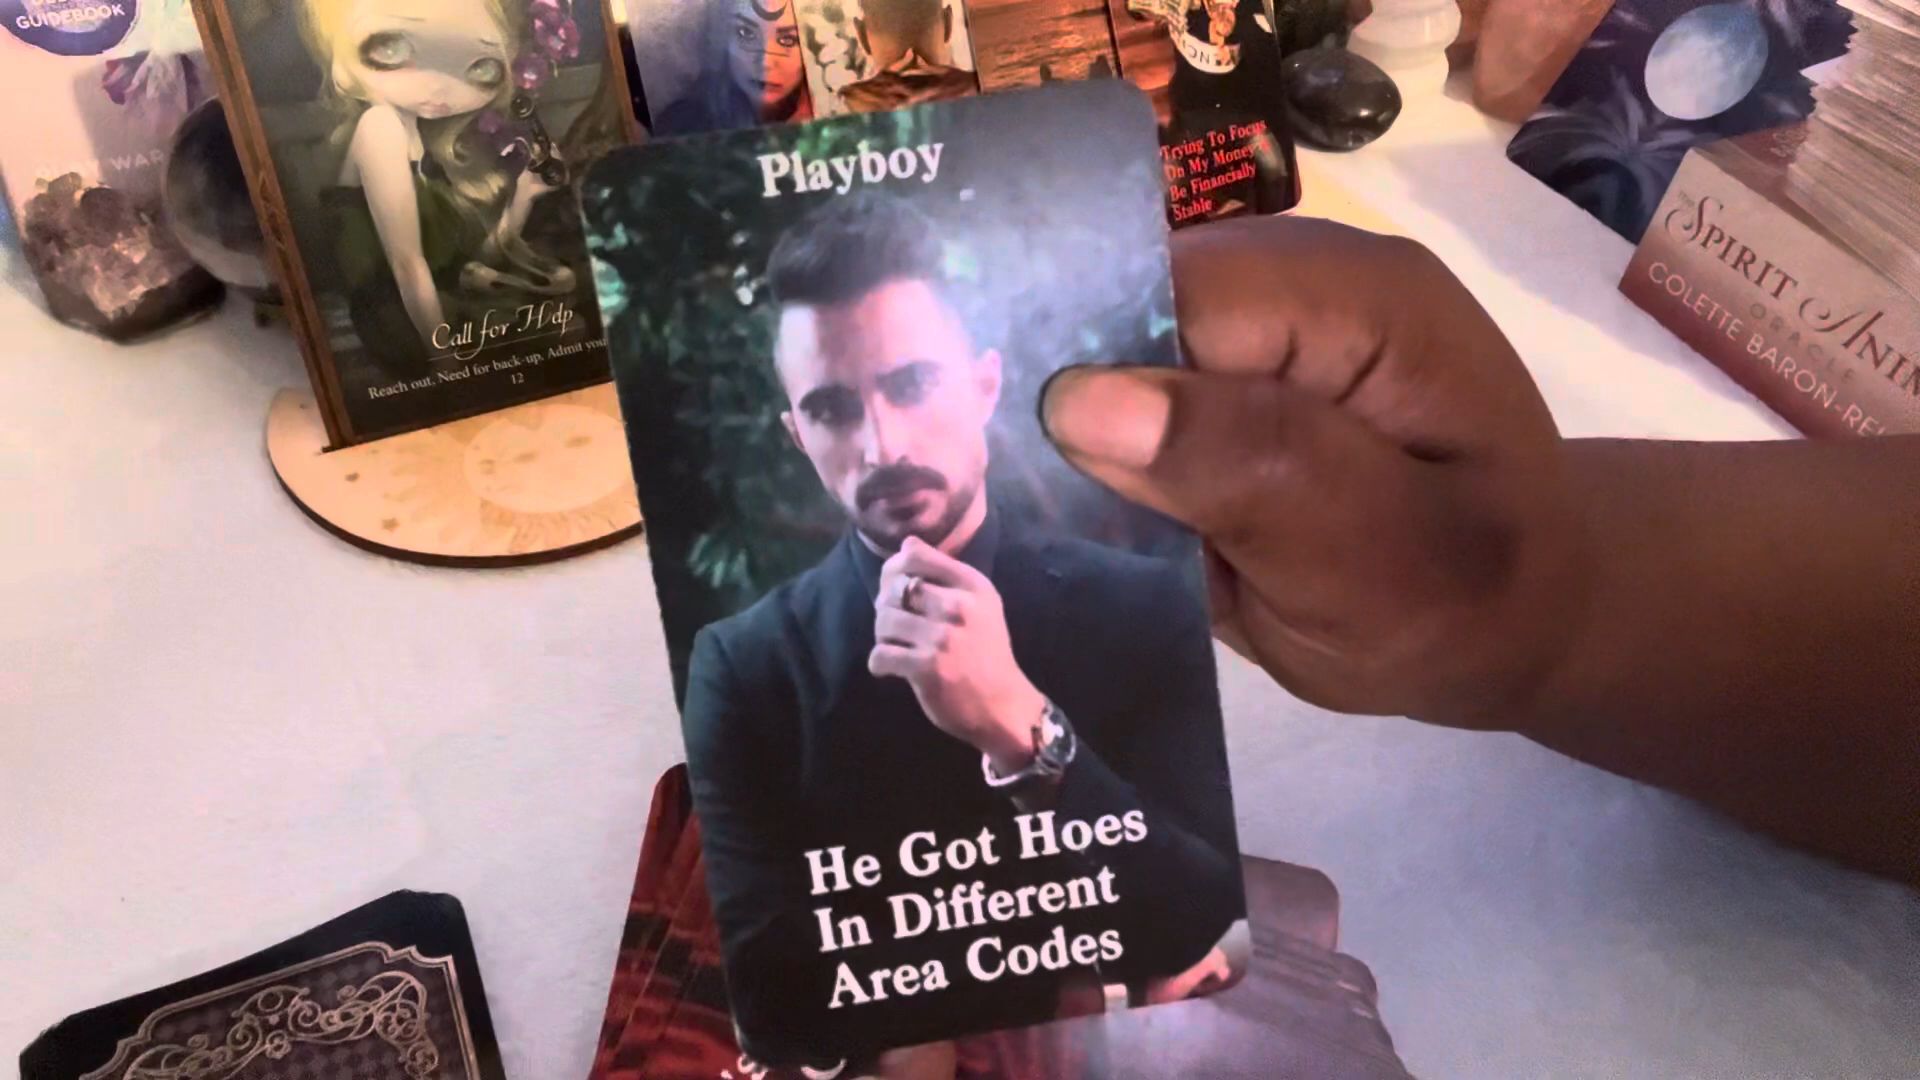 GUIDEBOOK
Call for Help
Reach out. Need for back-up. Admit you
12
Playboy
He Got Hoes
In Different
Area Codes
Trying To Focus
On My Money
Be Financially
Stable
SPIRIT ANIM
ORACLE
COLETTE BARON-RE